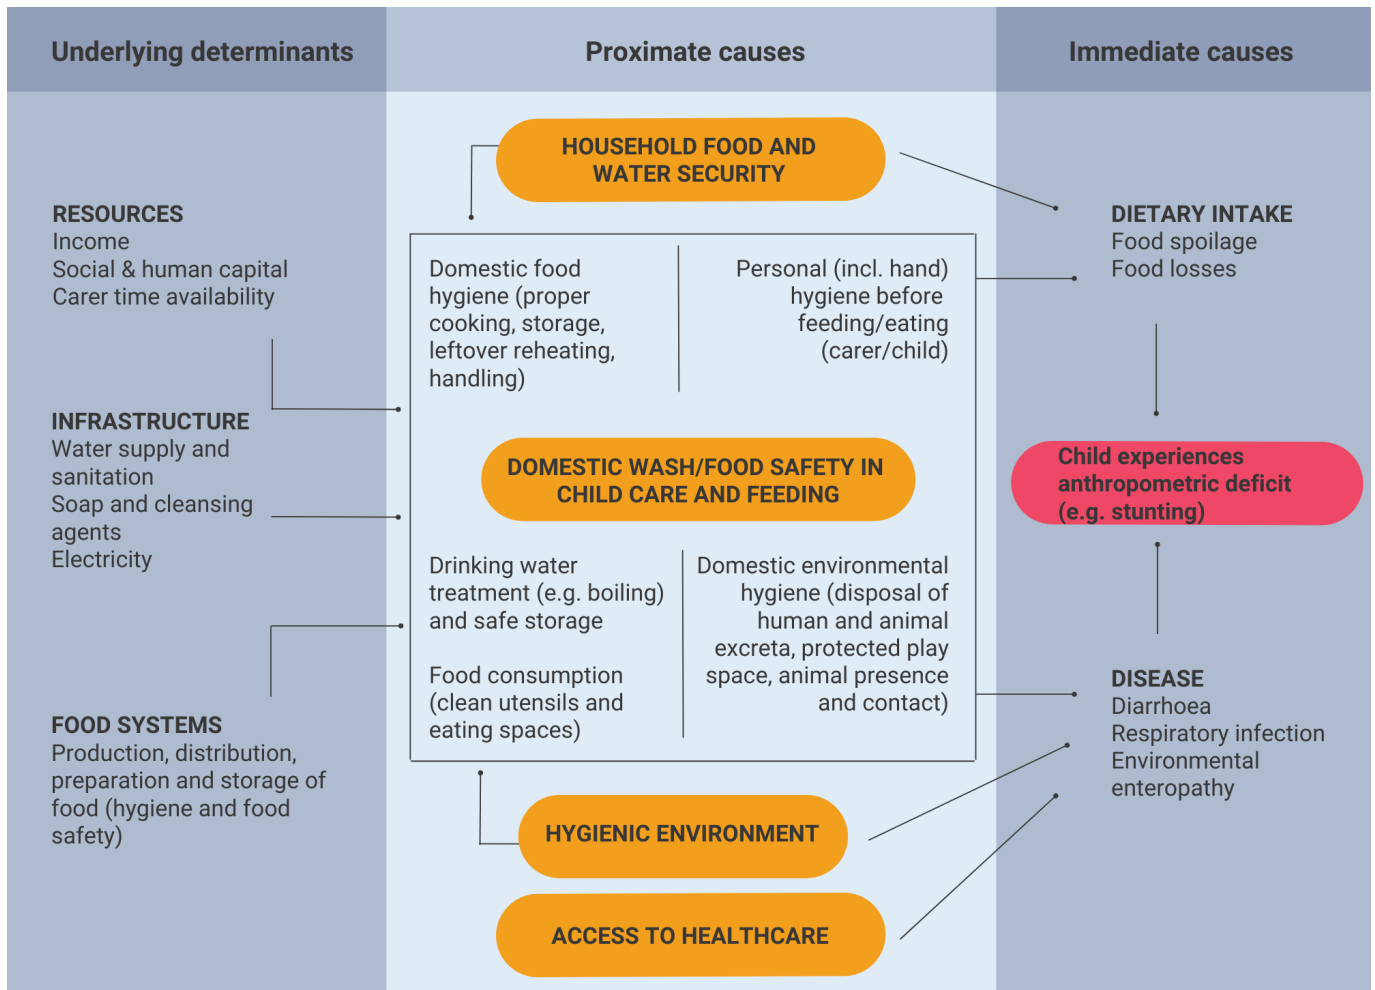 Underlying determinants
Proximate causes
Immediate causes
RESOURCES
Income
Social & human capital
Carer time availability
INFRASTRUCTURE
Water supply and
sanitation
Soap and cleansing
agents
Electricity
FOOD SYSTEMS
Production, distribution,
preparation and storage of
food (hygiene and food
safety)
HOUSEHOLD FOOD AND
WATER SECURITY
Domestic food
hygiene (proper
cooking, storage,
leftover reheating,
handling)
Personal (incl. hand)
hygiene before
feeding/eating
(carer/child)
DOMESTIC WASH/FOOD SAFETY IN
CHILD CARE AND FEEDING
Drinking water
treatment (e.g. boiling)
and safe storage
Food consumption
(clean utensils and
eating spaces)
Domestic environmental
hygiene (disposal of
human and animal
excreta, protected play
space, animal presence
and contact)
HYGIENIC ENVIRONMENT
ACCESS TO HEALTHCARE
DIETARY INTAKE
Food spoilage
Food losses
Child experiences
anthropometric deficit
(e.g. stunting)
DISEASE
Diarrhoea
Respiratory infection
Environmental
enteropathy